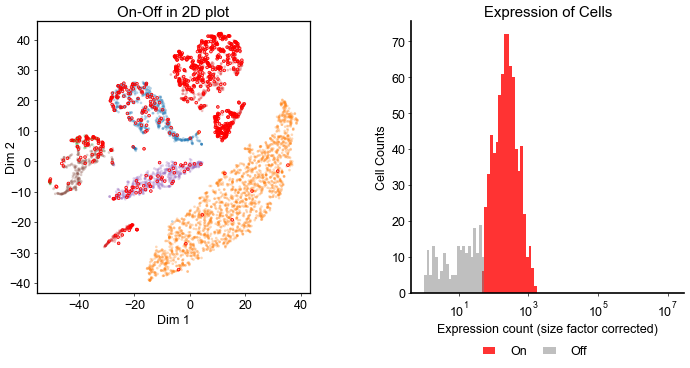 On-Off in 2D plot
40
30
20
10
0
−10
−20
−30
−40
Dim 2
−40 −20 0 20 40
Dim 1
Expression of Cells
70
60
50
40
30
20
10
0
Cell Counts
10^1 10^3 10^5 10^7
Expression count (size factor corrected)
On Off